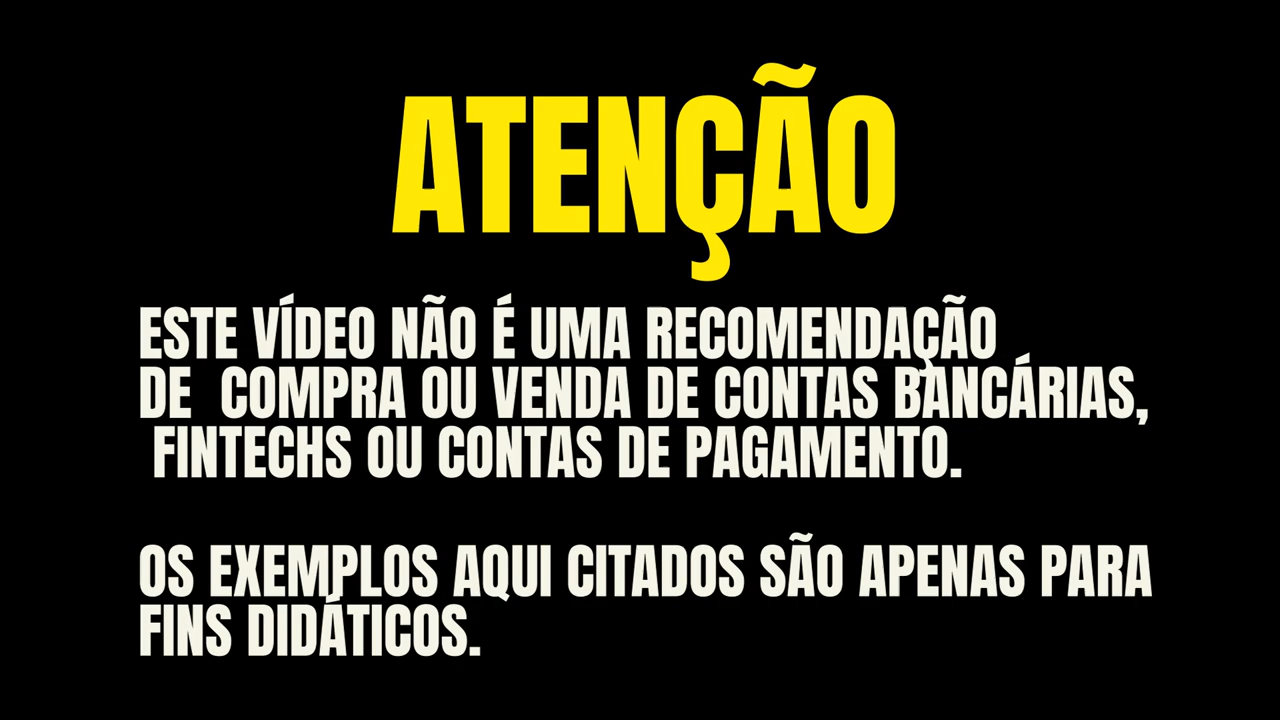 ATENÇÃO
ESTE VÍDEO NÃO É UMA RECOMENDAÇÃO
DE COMPRA OU VENDA DE CONTAS BANCÁRIAS,
FINTECHS OU CONTAS DE PAGAMENTO.
OS EXEMPLOS AQUI CITADOS SÃO APENAS PARA
FINS DIDÁTICOS.